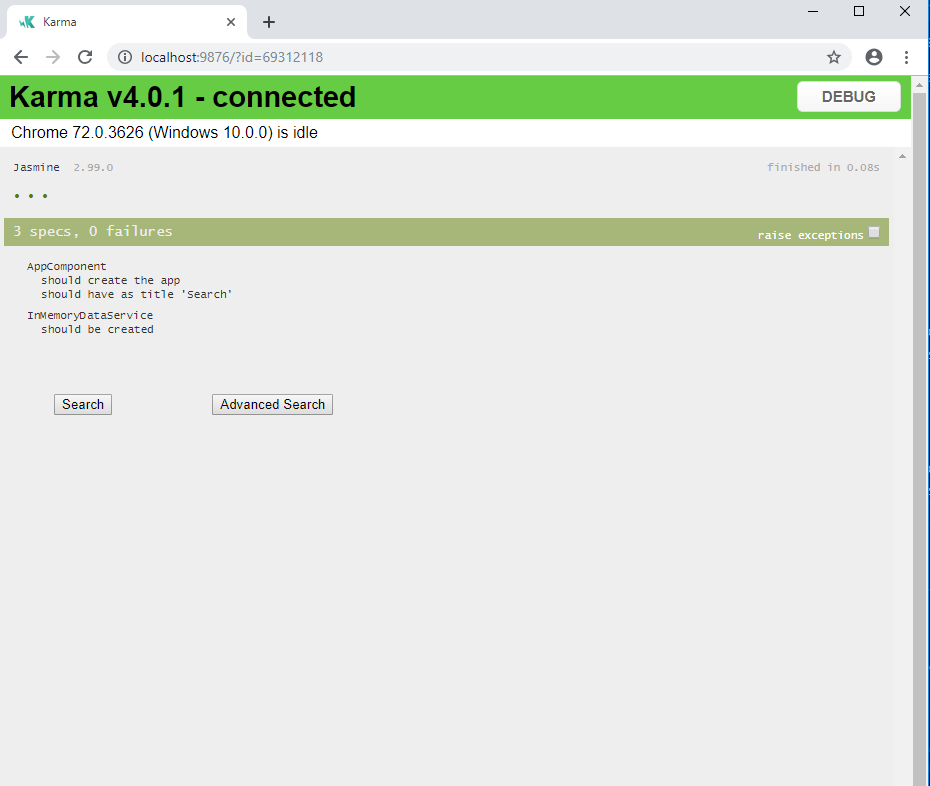 Karma
localhost:9876/?id=69312118
Karma v4.0.1 - connected
DEBUG
Chrome 72.0.3626 (Windows 10.0.0) is idle
Jasmine 2.99.0
finished in 0.08s
3 specs, 0 failures
raise exceptions
AppComponent
should create the app
should have as title 'Search'
InMemoryDataService
should be created
Search
Advanced Search